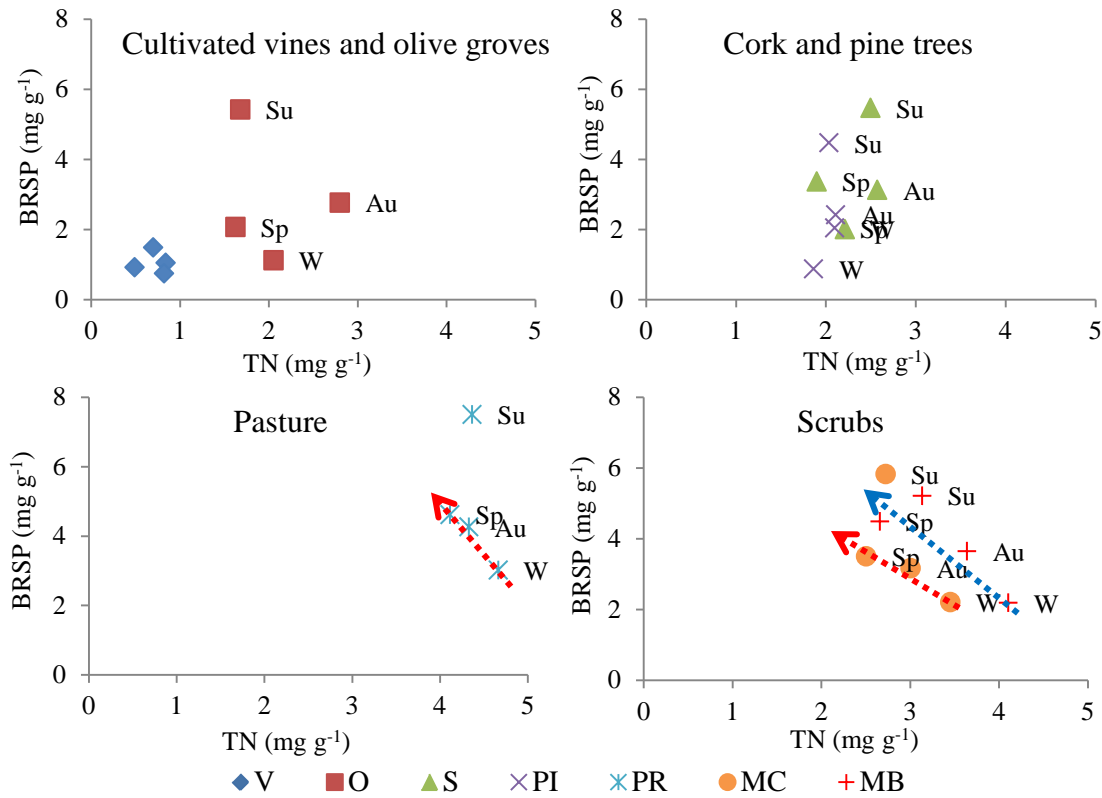 Cultivated vines and olive groves
BRSP (mg g-1)
8
6
4
2
0
Su
Au
Sp
W
0 1 2 3 4 5
TN (mg g-1)
Cork and pine trees
BRSP (mg g-1)
8
6
4
2
0
Su
Su
Sp
Au
Au
Sp
W
W
0 1 2 3 4 5
TN (mg g-1)
Pasture
BRSP (mg g-1)
8
6
4
2
0
Su
Sp
Au
W
0 1 2 3 4 5
TN (mg g-1)
Scrubs
BRSP (mg g-1)
8
6
4
2
0
Su
Su
Sp
Au
Sp
Au
W
W
0 1 2 3 4 5
TN (mg g-1)
V O S PI PR MC MB